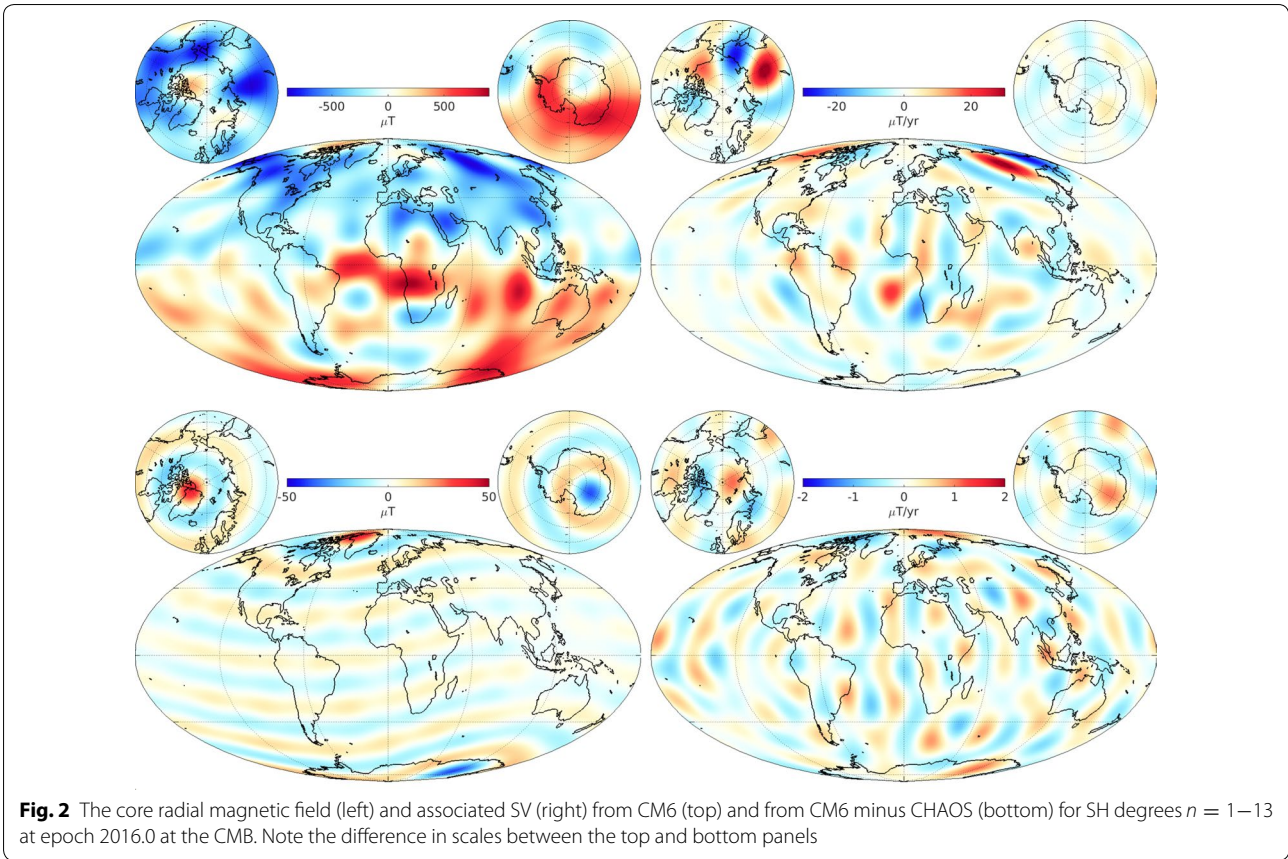 -500 0 500
μT
-20 0 20
μT/yr
-50 -25 0 25 50
μT
-2 -1 0 1 2
μT/yr
Fig. 2 The core radial magnetic field (left) and associated SV (right) from CM6 (top) and from CM6 minus CHAOS (bottom) for SH degrees n = 1−13
at epoch 2016.0 at the CMB. Note the difference in scales between the top and bottom panels